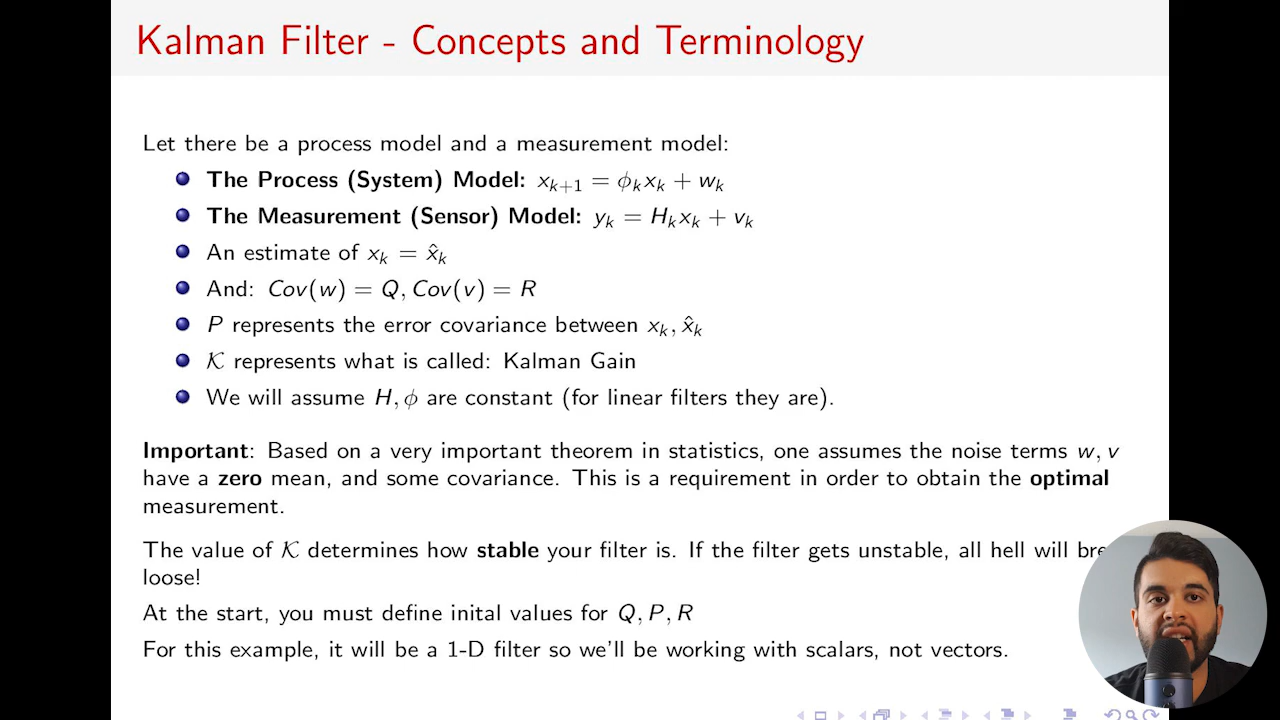 Kalman Filter - Concepts and Terminology
Let there be a process model and a measurement model:
The Process (System) Model: x_{k+1} = ϕ_k x_k + w_k
The Measurement (Sensor) Model: y_k = H_k x_k + v_k
An estimate of x_k = x̂_k
And: Cov(w) = Q, Cov(v) = R
P represents the error covariance between x_k, x̂_k
𝒦 represents what is called: Kalman Gain
We will assume H, ϕ are constant (for linear filters they are).
Important: Based on a very important theorem in statistics, one assumes the noise terms w, v
have a zero mean, and some covariance. This is a requirement in order to obtain the optimal
measurement.
The value of 𝒦 determines how stable your filter is. If the filter gets unstable, all hell will
loose!
At the start, you must define inital values for Q, P, R
For this example, it will be a 1-D filter so we'll be working with scalars, not vectors.